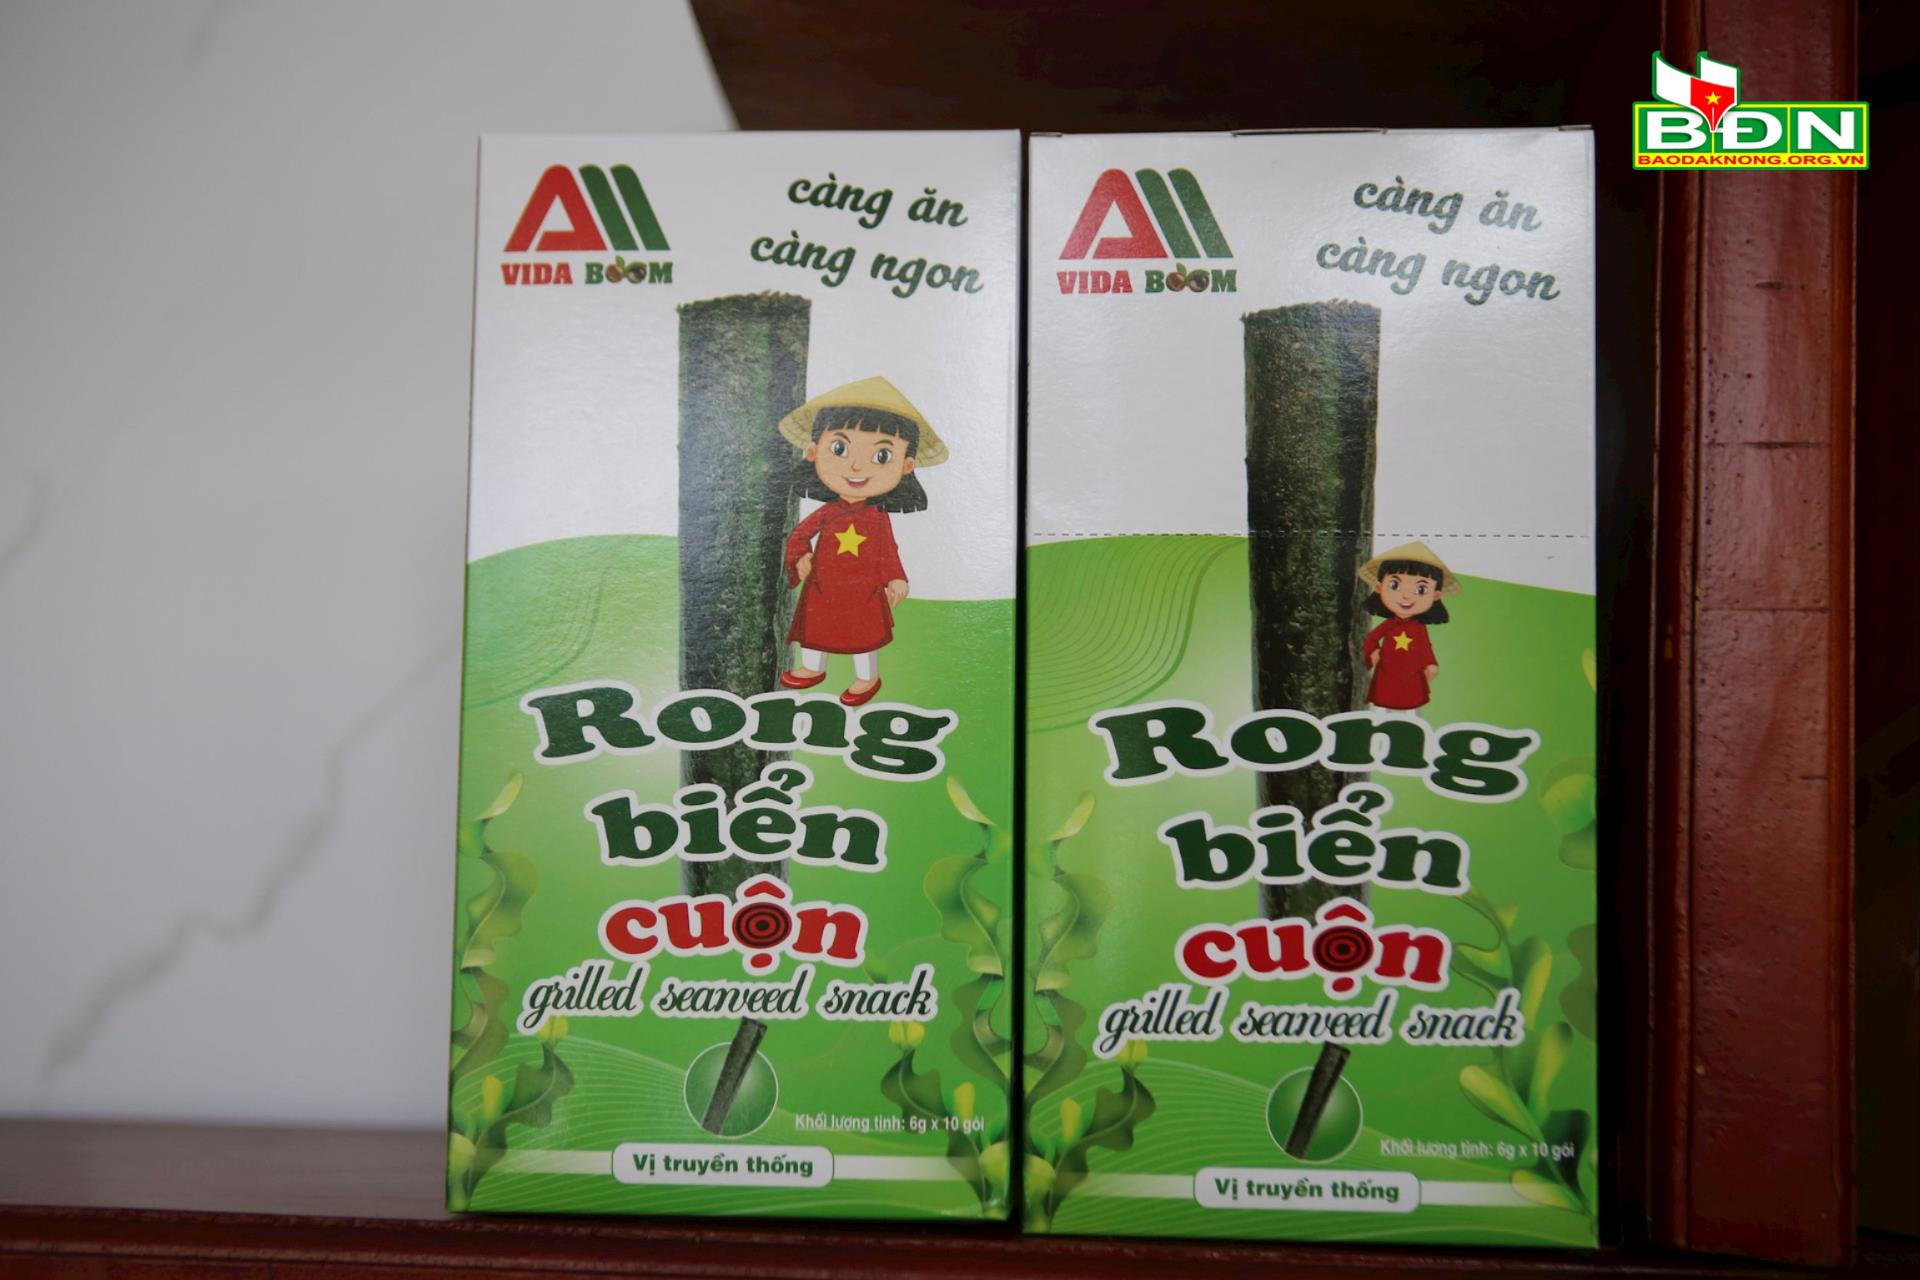 BĐN
BAODAKNONG.ORG.VN
VIDA BOOM
càng ăn
càng ngon
Rong
biển
cuộn
grilled seaweed snack
Khối lượng tịnh: 6g x 10 gói
Vị truyền thống
VIDA BOOM
càng ăn
càng ngon
Rong
biển
cuộn
grilled seaweed snack
Khối lượng tịnh: 6g x 10 gói
Vị truyền thống